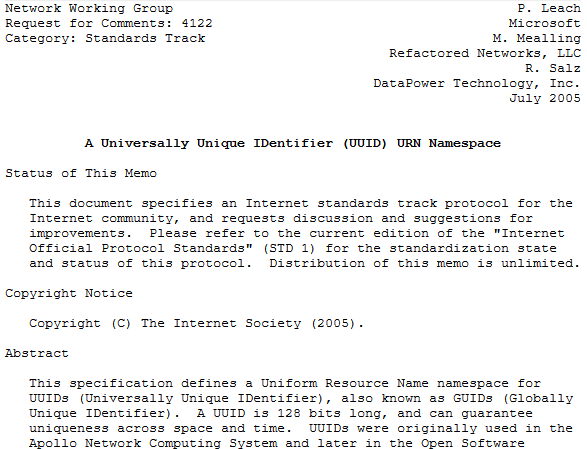 Network Working Group                                           P. Leach
Request for Comments: 4122                                     Microsoft
Category: Standards Track                                    M. Mealling
                                                Refactored Networks, LLC
                                                                 R. Salz
                                              DataPower Technology, Inc.
                                                               July 2005
A Universally Unique IDentifier (UUID) URN Namespace
Status of This Memo
This document specifies an Internet standards track protocol for the
Internet community, and requests discussion and suggestions for
improvements.  Please refer to the current edition of the "Internet
Official Protocol Standards" (STD 1) for the standardization state
and status of this protocol.  Distribution of this memo is unlimited.
Copyright Notice
Copyright (C) The Internet Society (2005).
Abstract
This specification defines a Uniform Resource Name namespace for
UUIDs (Universally Unique IDentifier), also known as GUIDs (Globally
Unique IDentifier).  A UUID is 128 bits long, and can guarantee
uniqueness across space and time.  UUIDs were originally used in the
Apollo Network Computing System and later in the Open Software